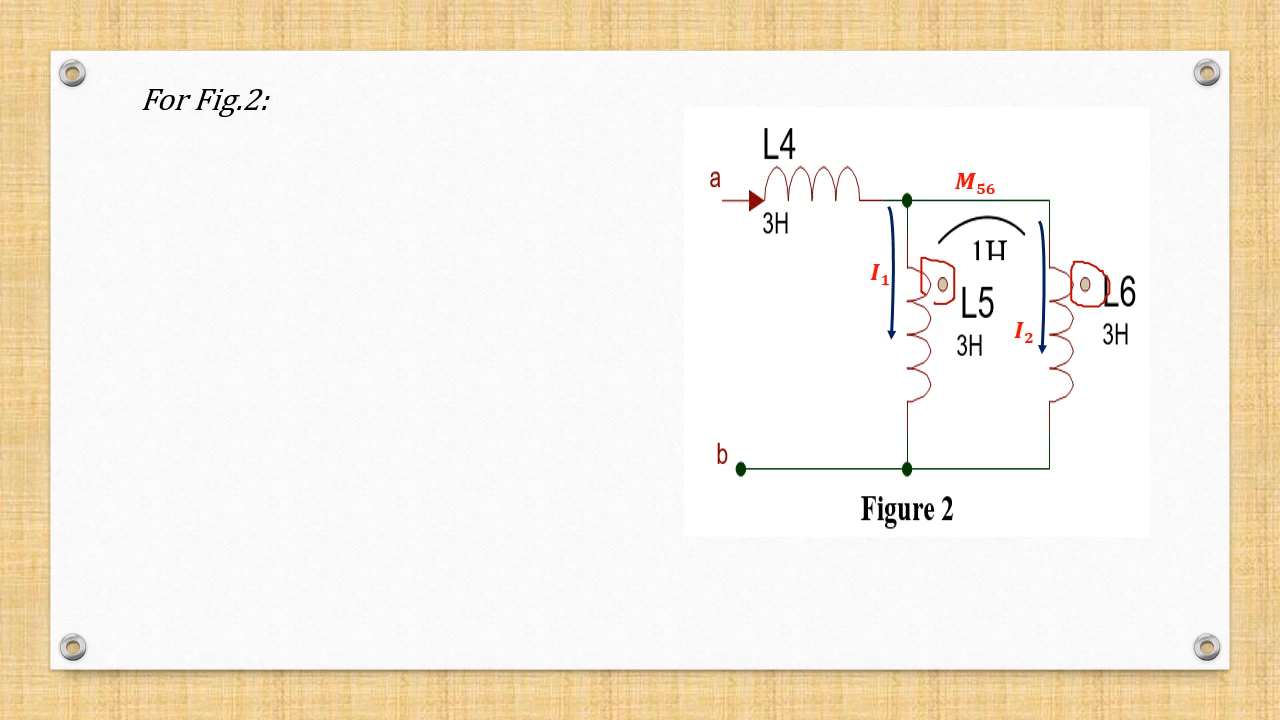 For Fig.2:
L4
a
3H
M₅₆
1H
I₁
L5
3H
I₂
L6
3H
b
Figure 2